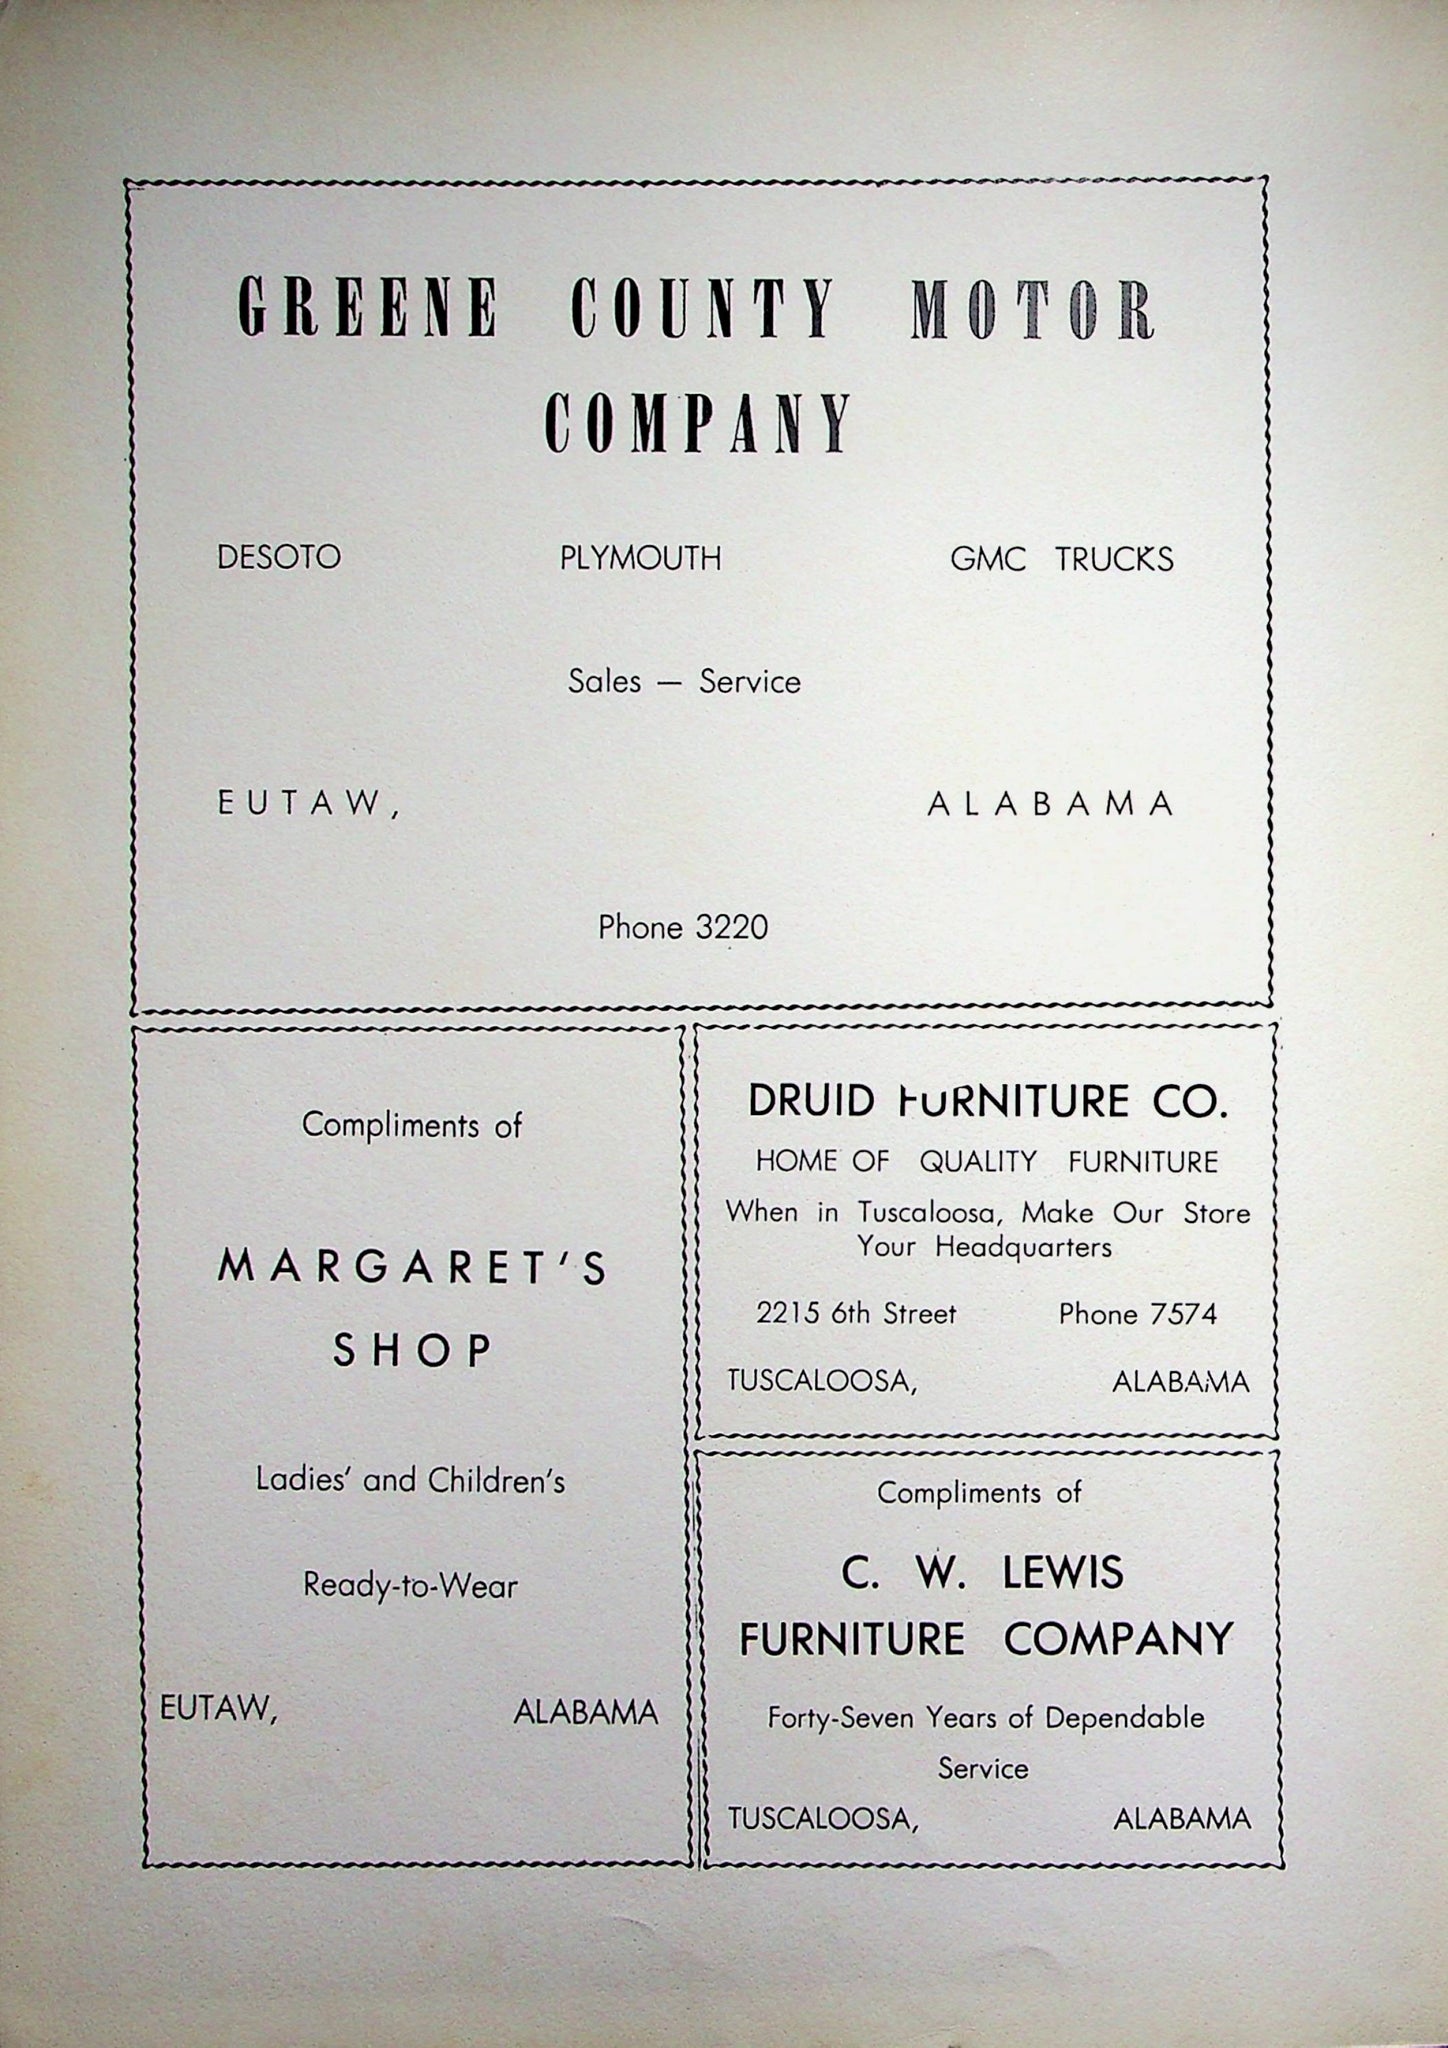 GREENE COUNTY MOTOR
COMPANY
DESOTO PLYMOUTH GMC TRUCKS
Sales — Service
EUTAW, ALABAMA
Phone 3220
Compliments of
MARGARET'S
SHOP
Ladies' and Children's
Ready-to-Wear
EUTAW, ALABAMA
DRUID FURNITURE CO.
HOME OF QUALITY FURNITURE
When in Tuscaloosa, Make Our Store
Your Headquarters
2215 6th Street Phone 7574
TUSCALOOSA, ALABAMA
Compliments of
C. W. LEWIS
FURNITURE COMPANY
Forty-Seven Years of Dependable
Service
TUSCALOOSA, ALABAMA